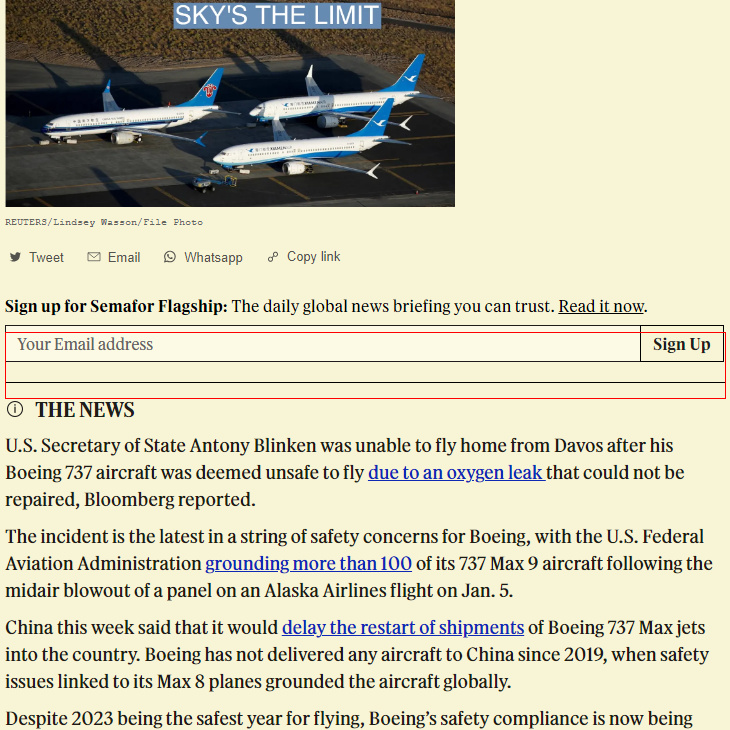 SKY'S THE LIMIT
REUTERS/Lindsey Wasson/File Photo
Tweet Email Whatsapp Copy link
Sign up for Semafor Flagship: The daily global news briefing you can trust. Read it now.
Your Email address Sign Up
THE NEWS
U.S. Secretary of State Antony Blinken was unable to fly home from Davos after his
Boeing 737 aircraft was deemed unsafe to fly due to an oxygen leak that could not be
repaired, Bloomberg reported.
The incident is the latest in a string of safety concerns for Boeing, with the U.S. Federal
Aviation Administration grounding more than 100 of its 737 Max 9 aircraft following the
midair blowout of a panel on an Alaska Airlines flight on Jan. 5.
China this week said that it would delay the restart of shipments of Boeing 737 Max jets
into the country. Boeing has not delivered any aircraft to China since 2019, when safety
issues linked to its Max 8 planes grounded the aircraft globally.
Despite 2023 being the safest year for flying, Boeing’s safety compliance is now being